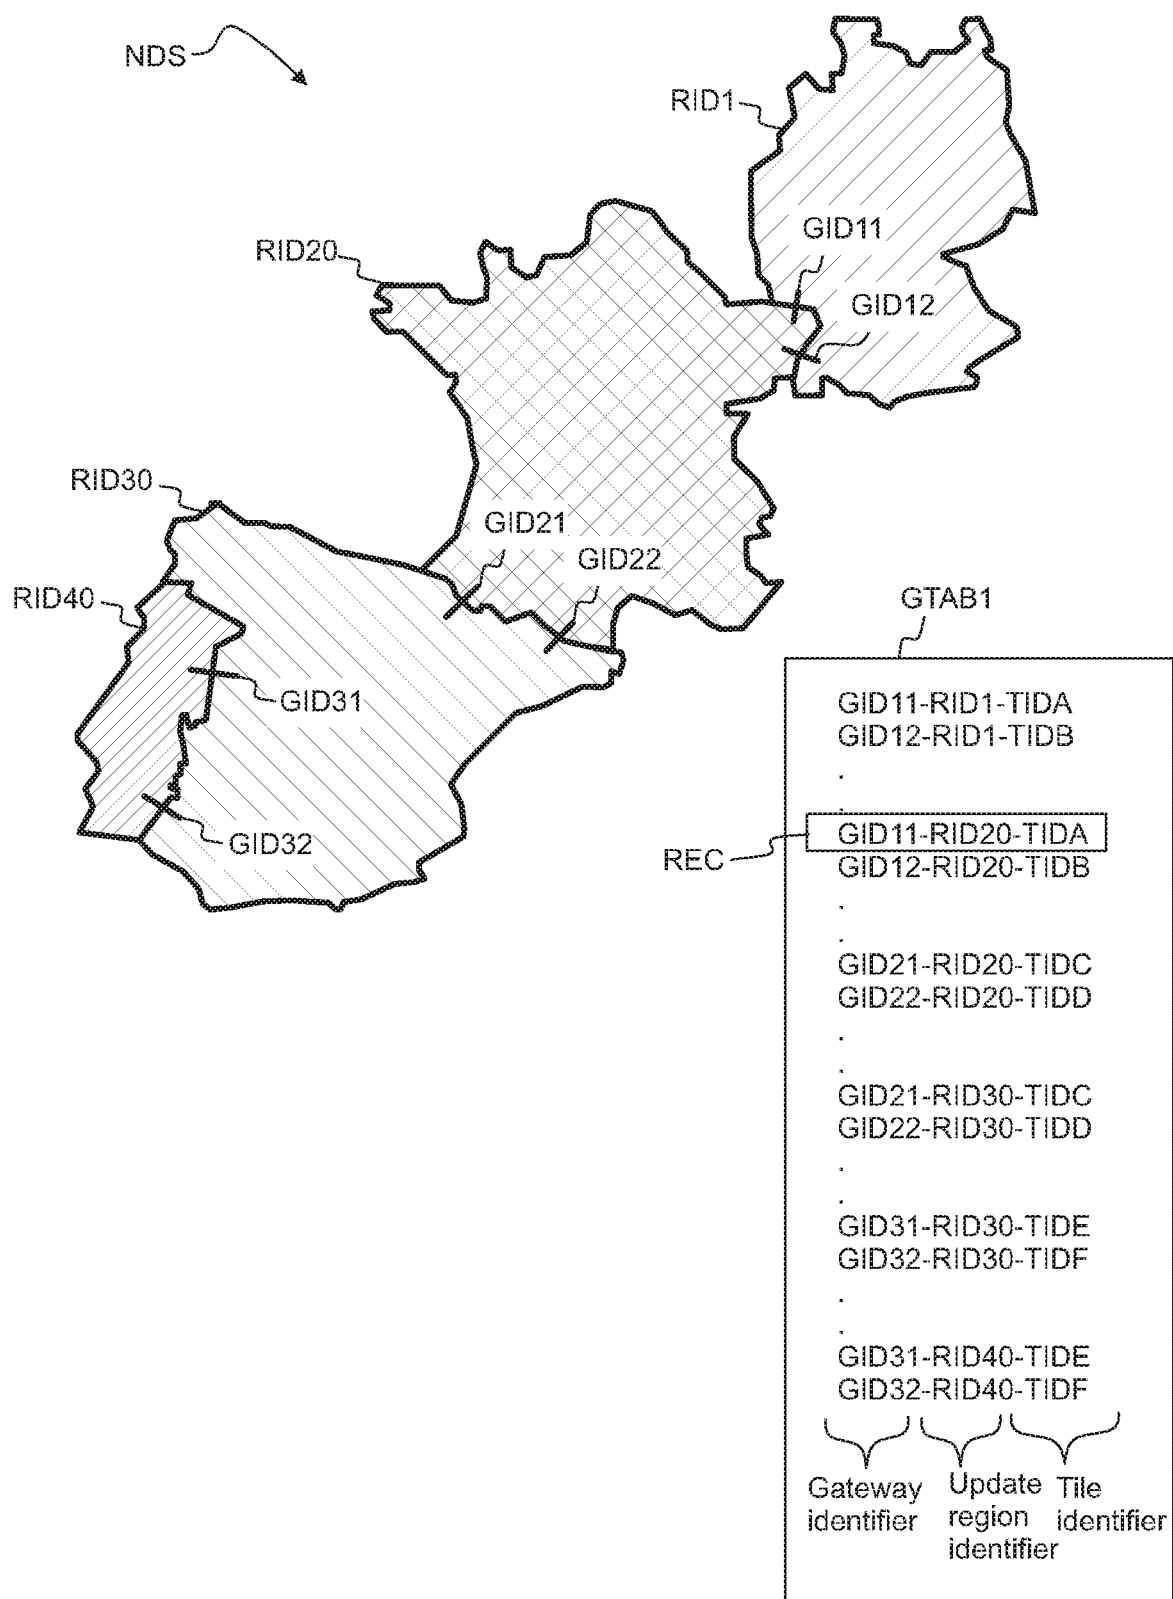 NDS
RID1
GID11
RID20
GID12
RID30
GID21
GID22
RID40
GTAB1
GID31
GID32
REC
GID11-RID1-TIDA
GID12-RID1-TIDB
.
.
GID11-RID20-TIDA
GID12-RID20-TIDB
.
.
GID21-RID20-TIDC
GID22-RID20-TIDD
.
.
GID21-RID30-TIDC
GID22-RID30-TIDD
.
.
GID31-RID30-TIDE
GID32-RID30-TIDF
.
.
GID31-RID40-TIDE
GID32-RID40-TIDF
Gateway
identifier
Update
region
identifier
Tile
identifier